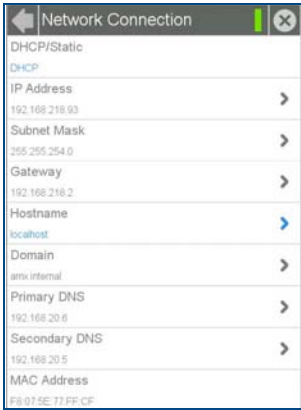 Network Connection
DHCP/Static
DHCP
IP Address
192.168.218.93
Subnet Mask
255.255.254.0
Gateway
192.168.218.2
Hostname
localhost
Domain
amx.internal
Primary DNS
192.168.20.6
Secondary DNS
192.168.20.5
MAC Address
F8:07:5E:77:FF:CF